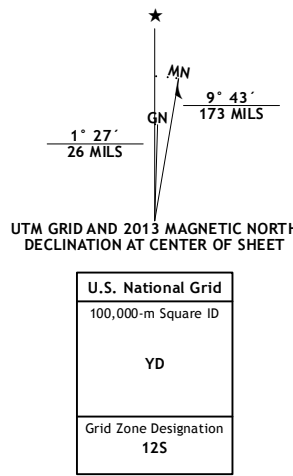 ★
MN
GN
9° 43´
173 MILS
1° 27´
26 MILS
UTM GRID AND 2013 MAGNETIC NORTH
DECLINATION AT CENTER OF SHEET
U.S. National Grid
100,000-m Square ID
YD
Grid Zone Designation
12S